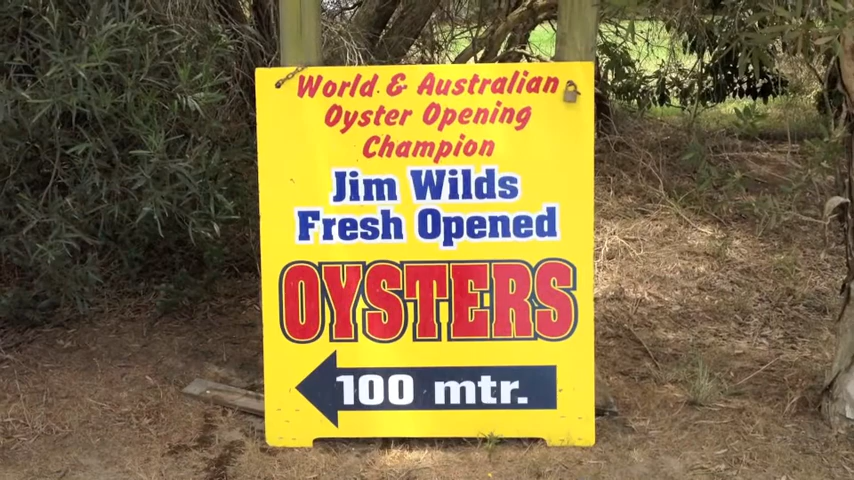 World & Australian
Oyster Opening
Champion
Jim Wilds
Fresh Opened
OYSTERS
100 mtr.